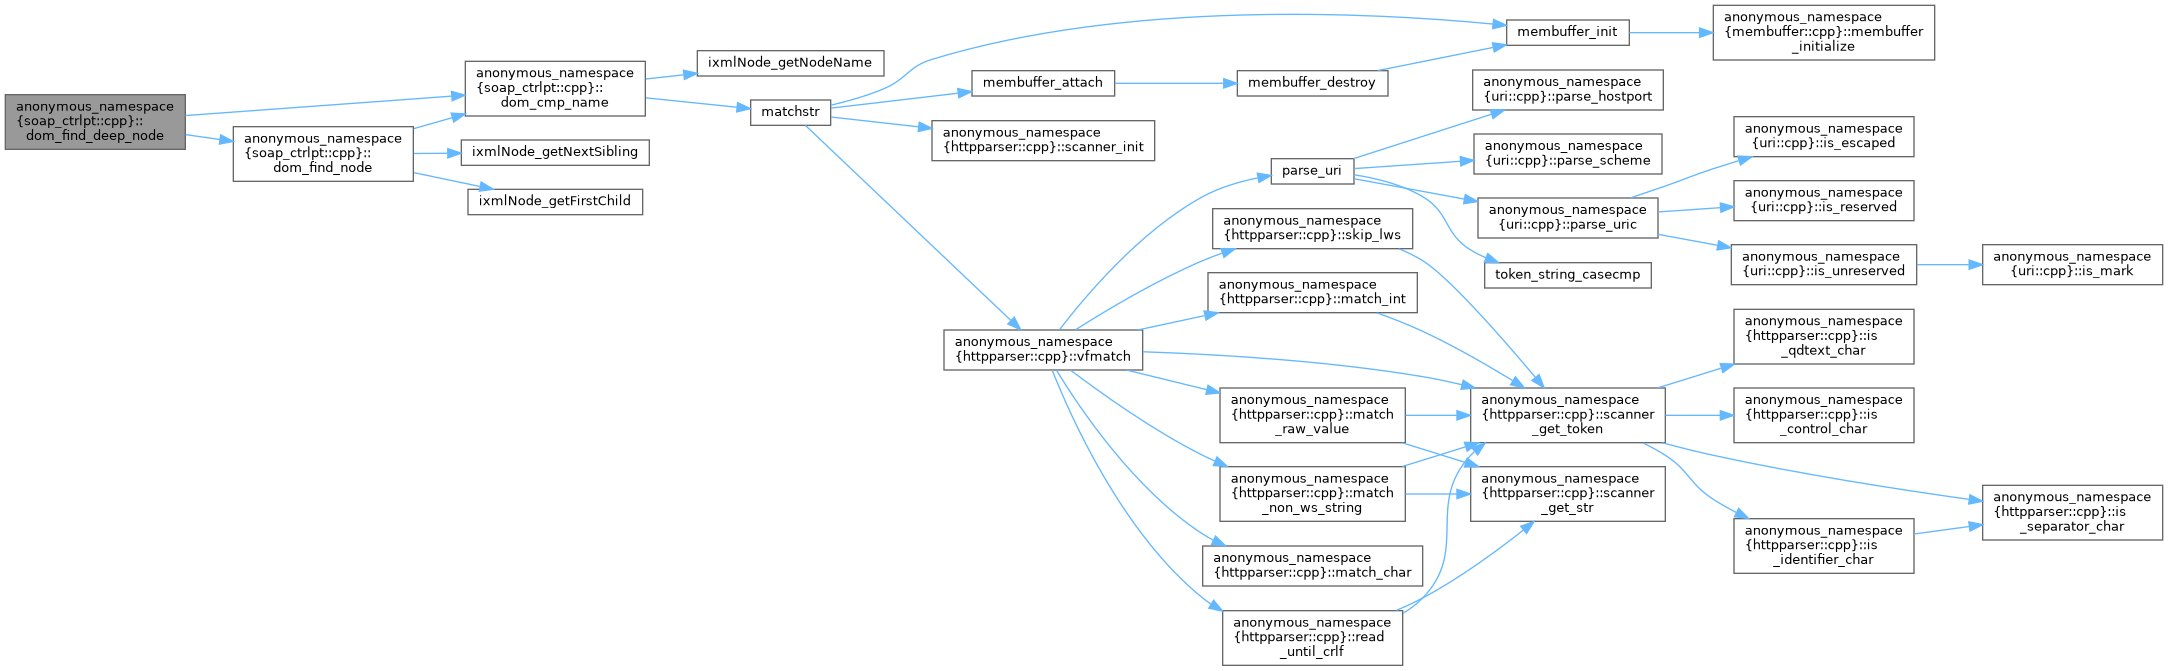 anonymous_namespace
{soap_ctrlpt::cpp}::
dom_find_deep_node
anonymous_namespace
{soap_ctrlpt::cpp}::
dom_find_node
anonymous_namespace
{soap_ctrlpt::cpp}::
dom_cmp_name
ixmlNode_getNextSibling
ixmlNode_getFirstChild
ixmlNode_getNodeName
matchstr
membuffer_attach
anonymous_namespace
{httpparser::cpp}::scanner_init
anonymous_namespace
{httpparser::cpp}::vfmatch
membuffer_destroy
parse_uri
anonymous_namespace
{httpparser::cpp}::skip_lws
anonymous_namespace
{httpparser::cpp}::match_int
anonymous_namespace
{httpparser::cpp}::match
_raw_value
anonymous_namespace
{httpparser::cpp}::match
_non_ws_string
anonymous_namespace
{httpparser::cpp}::match_char
anonymous_namespace
{httpparser::cpp}::read
_until_crlf
membuffer_init
anonymous_namespace
{uri::cpp}::parse_hostport
anonymous_namespace
{uri::cpp}::parse_scheme
anonymous_namespace
{uri::cpp}::parse_uric
token_string_casecmp
anonymous_namespace
{httpparser::cpp}::scanner
_get_token
anonymous_namespace
{httpparser::cpp}::scanner
_get_str
anonymous_namespace
{membuffer::cpp}::membuffer
_initialize
anonymous_namespace
{uri::cpp}::is_escaped
anonymous_namespace
{uri::cpp}::is_reserved
anonymous_namespace
{uri::cpp}::is_unreserved
anonymous_namespace
{httpparser::cpp}::is
_qdtext_char
anonymous_namespace
{httpparser::cpp}::is
_control_char
anonymous_namespace
{httpparser::cpp}::is
_identifier_char
anonymous_namespace
{uri::cpp}::is_mark
anonymous_namespace
{httpparser::cpp}::is
_separator_char